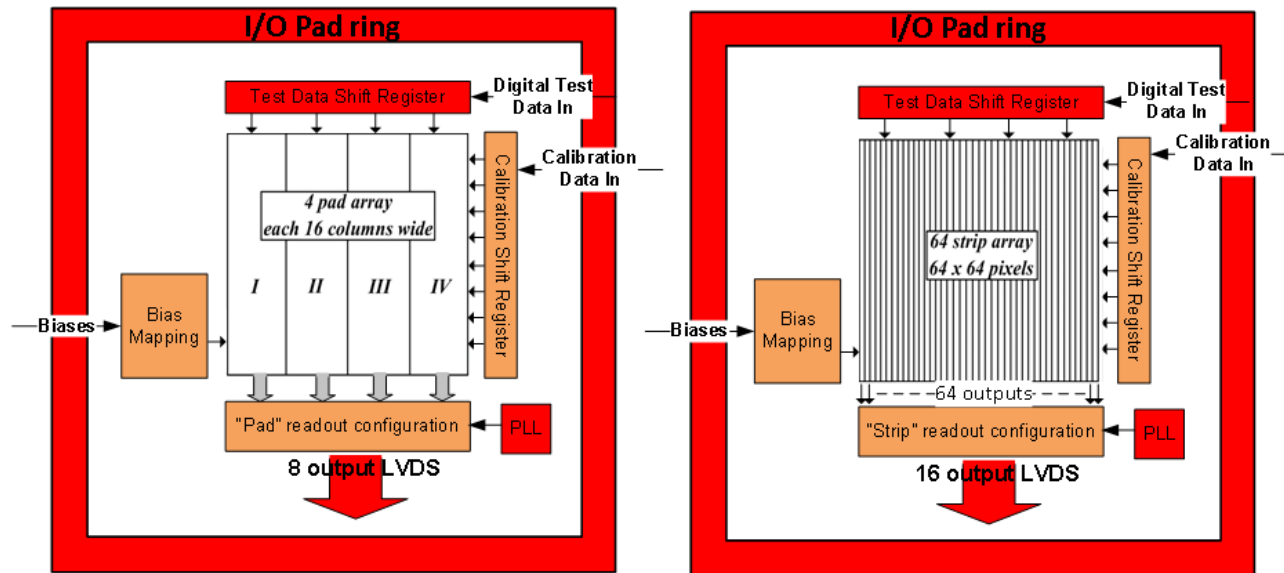 I/O Pad ring
Test Data Shift Register
Digital Test
Data In
Calibration
Data In
Calibration Shift Register
4 pad array
each 16 columns wide
I II III IV
Biases
Bias
Mapping
"Pad" readout configuration
PLL
8 output LVDS
I/O Pad ring
Test Data Shift Register
Digital Test
Data In
Calibration
Data In
Calibration Shift Register
64 strip array
64 x 64 pixels
Biases
Bias
Mapping
64 outputs
"Strip" readout configuration
PLL
16 output LVDS